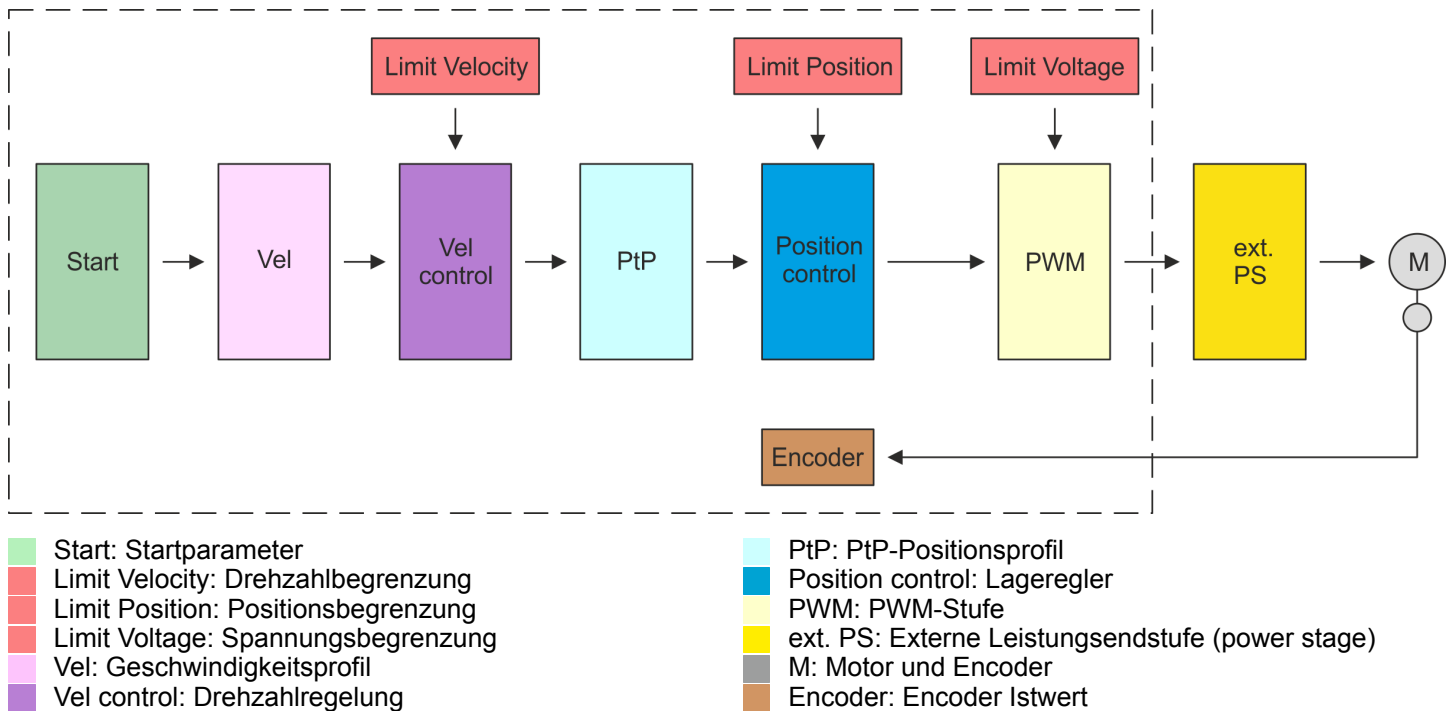 Limit Velocity
Limit Position
Limit Voltage
Start
Vel
Vel
control
PtP
Position
control
PWM
ext.
PS
M
Encoder
Start: Startparameter
Limit Velocity: Drehzahlbegrenzung
Limit Position: Positionsbegrenzung
Limit Voltage: Spannungsbegrenzung
Vel: Geschwindigkeitsprofil
Vel control: Drehzahlregelung
PtP: PtP-Positionsprofil
Position control: Lageregler
PWM: PWM-Stufe
ext. PS: Externe Leistungsendstufe (power stage)
M: Motor und Encoder
Encoder: Encoder Istwert